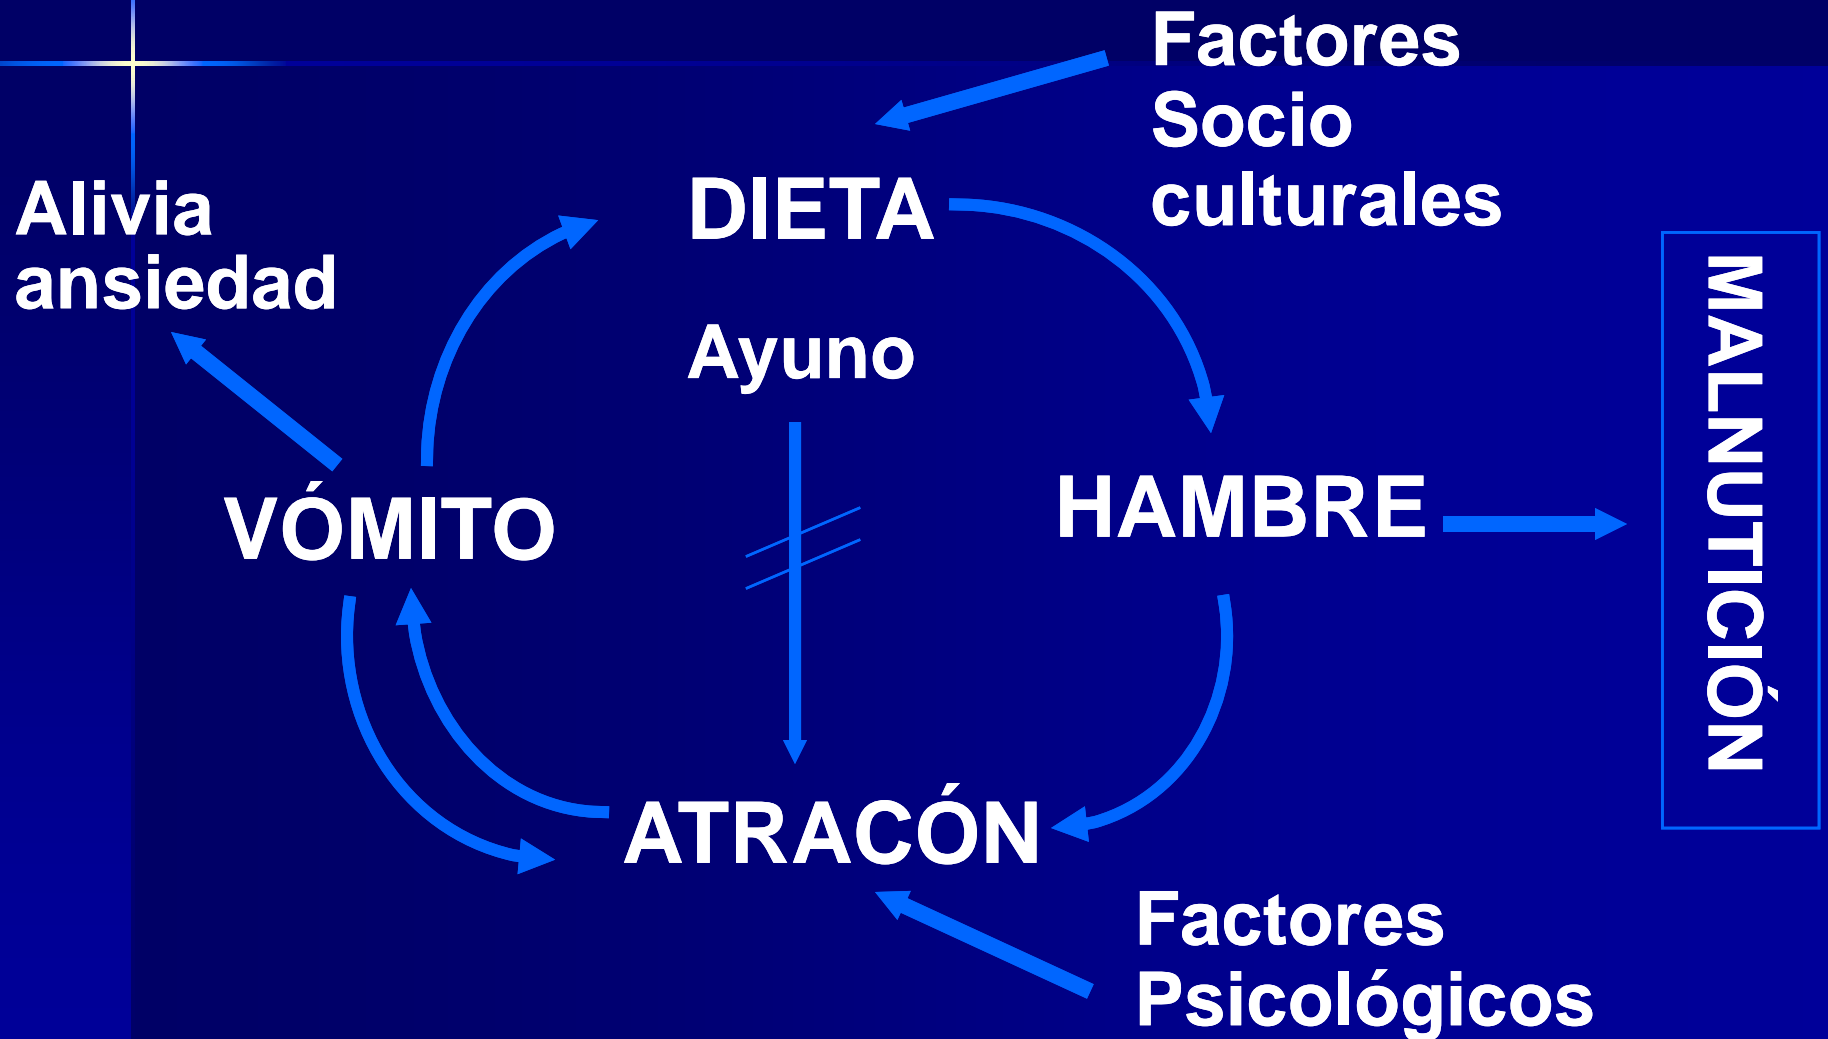 Factores
Socio
culturales
Alivia
ansiedad
DIETA
Ayuno
VÓMITO
HAMBRE
MALNUTICIÓN
ATRACÓN
Factores
Psicológicos